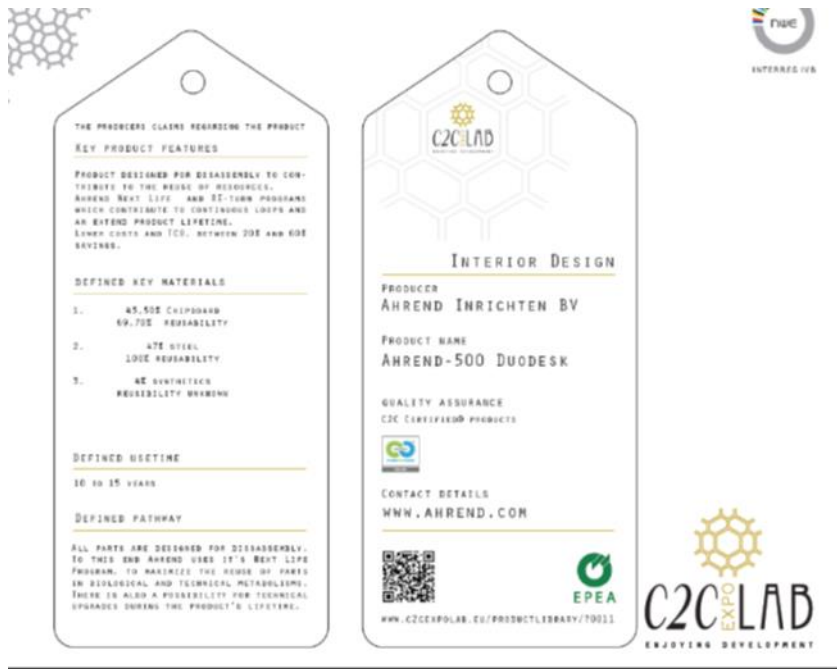 nwe
INTERREG IVB
THE PRODUCERS CLAIMS REGARDING THE PRODUCT
KEY PRODUCT FEATURES
PRODUCT DESIGNED FOR DISASSEMBLY TO CON-
TRIBUTE TO THE REUSE OF RESOURCES.
AHREND NEXT LIFE AND RE-TURN PROGRAMS
WHICH CONTRIBUTE TO CONTINUOUS LOOPS AND
AN EXTEND PRODUCT LIFETIME.
LOWER COSTS AND TCO. BETWEEN 20% AND 60%
SAVINGS.
DEFINED KEY MATERIALS
1. 45,50% CHIPBOARD
69,70% REUSABILITY
2. 47% STEEL
100% REUSABILITY
3. 4% SYNTHETICS
REUSIBILITY UNKNOWN
DEFINED USETIME
10 TO 15 YEARS
DEFINED PATHWAY
ALL PARTS ARE DESIGNED FOR DISSASSEMBLY.
TO THIS END AHREND USES IT'S NEXT LIFE
PROGRAM, TO MAXIMIZE THE REUSE OF PARTS
IN BIOLOGICAL AND TECHNICAL METABOLISMS.
THERE IS ALSO A POSSIBILITY FOR TECHNICAL
UPGRADES DURING THE PRODUCT'S LIFETIME.
C2C EXPO LAB
ENJOYING DEVELOPMENT
INTERIOR DESIGN
PRODUCER
AHREND INRICHTEN BV
PRODUCT NAME
AHREND-500 DUODESK
QUALITY ASSURANCE
C2C CERTIFIED® PRODUCTS
CONTACT DETAILS
WWW.AHREND.COM
EPEA
WWW.C2CEXPOLAB.EU/PRODUCTLIBRARY/70011
C2C EXPO LAB
ENJOYING DEVELOPMENT